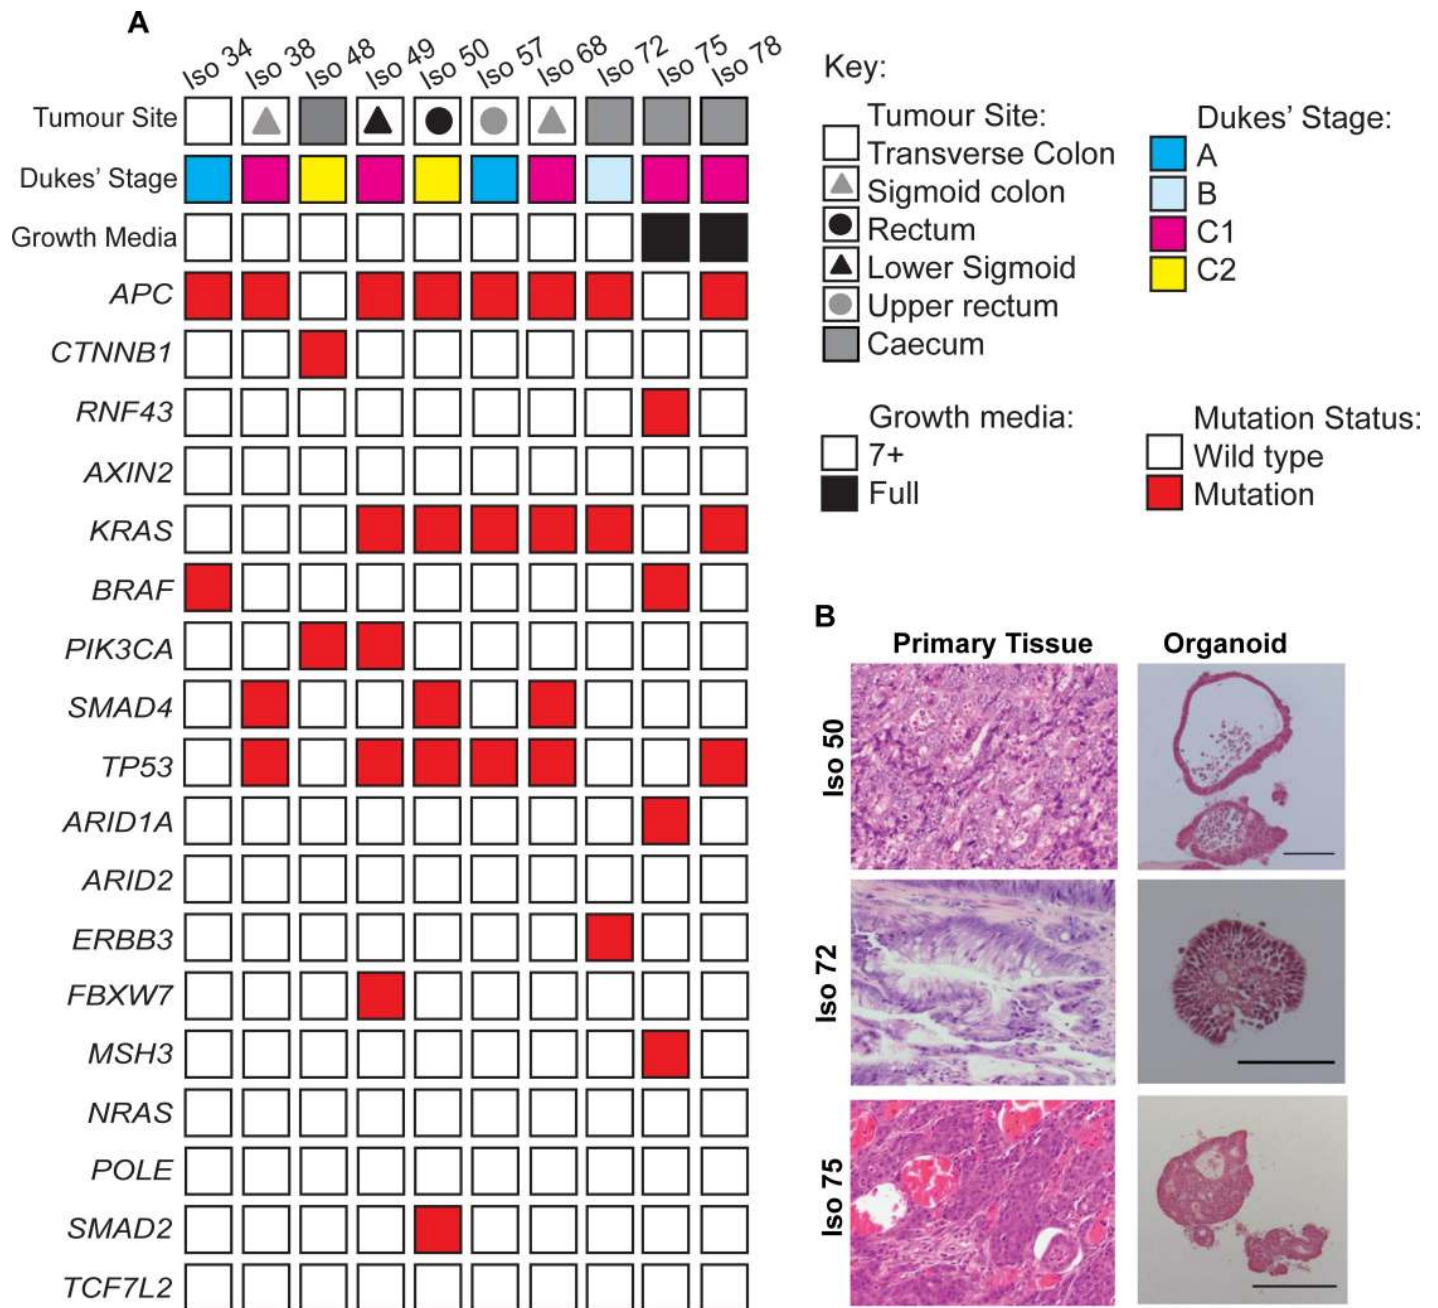 A
Iso 34 Iso 38 Iso 48 Iso 49 Iso 50 Iso 57 Iso 68 Iso 72 Iso 75 Iso 78
Tumour Site
Dukes’ Stage
Growth Media
APC
CTNNB1
RNF43
AXIN2
KRAS
BRAF
PIK3CA
SMAD4
TP53
ARID1A
ARID2
ERBB3
FBXW7
MSH3
NRAS
POLE
SMAD2
TCF7L2
Key:
Tumour Site:
Transverse Colon
Sigmoid colon
Rectum
Lower Sigmoid
Upper rectum
Caecum
Dukes’ Stage:
A
B
C1
C2
Growth media:
7+
Full
Mutation Status:
Wild type
Mutation
B
Primary Tissue Organoid
Iso 50
Iso 72
Iso 75